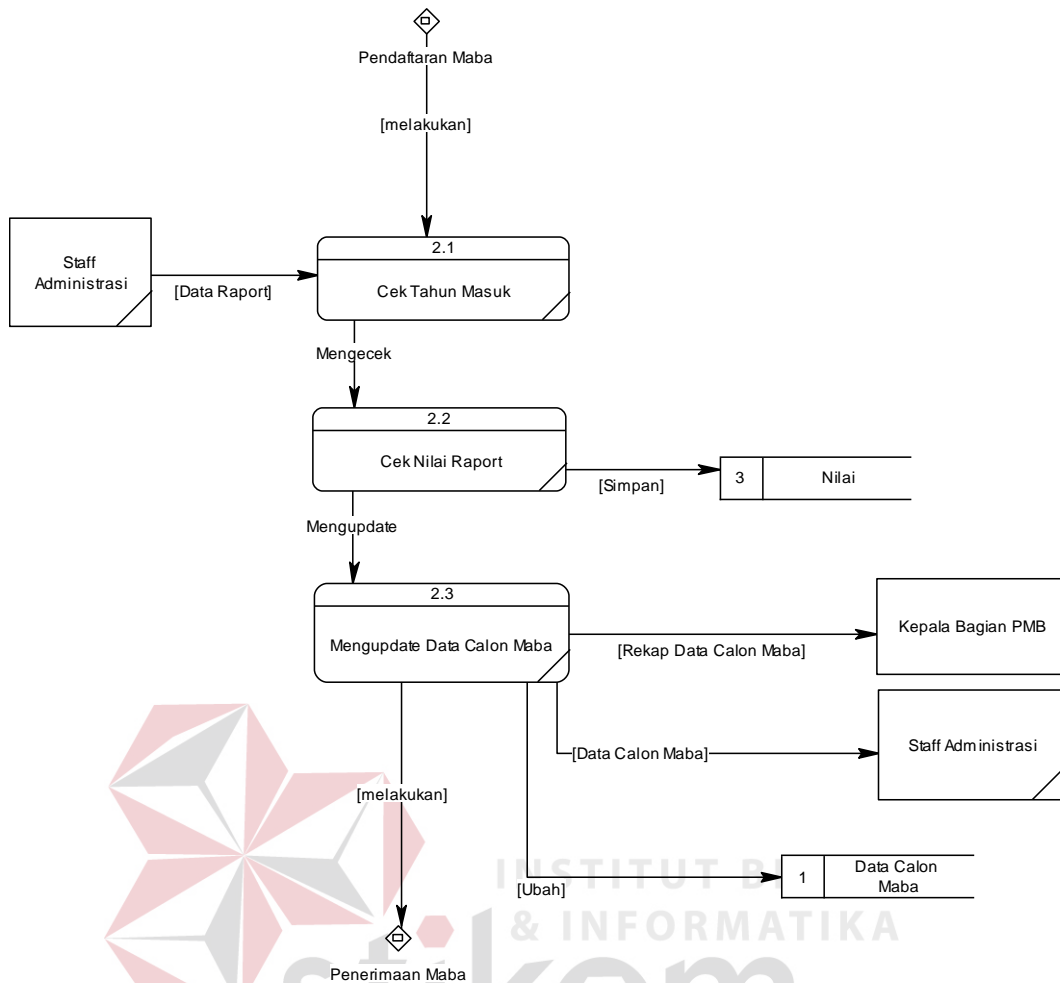 Pendaftaran Maba
[melakukan]
Staff
Administrasi
[Data Raport]
2.1
Cek Tahun Masuk
Mengecek
2.2
Cek Nilai Raport
[Simpan]
3
Nilai
Mengupdate
2.3
Mengupdate Data Calon Maba
[Rekap Data Calon Maba]
Kepala Bagian PMB
[Data Calon Maba]
Staff Administrasi
[melakukan]
[Ubah]
1
Data Calon
Maba
INSTITUT B
& INFORMATIKA
stikom
Penerimaan Maba